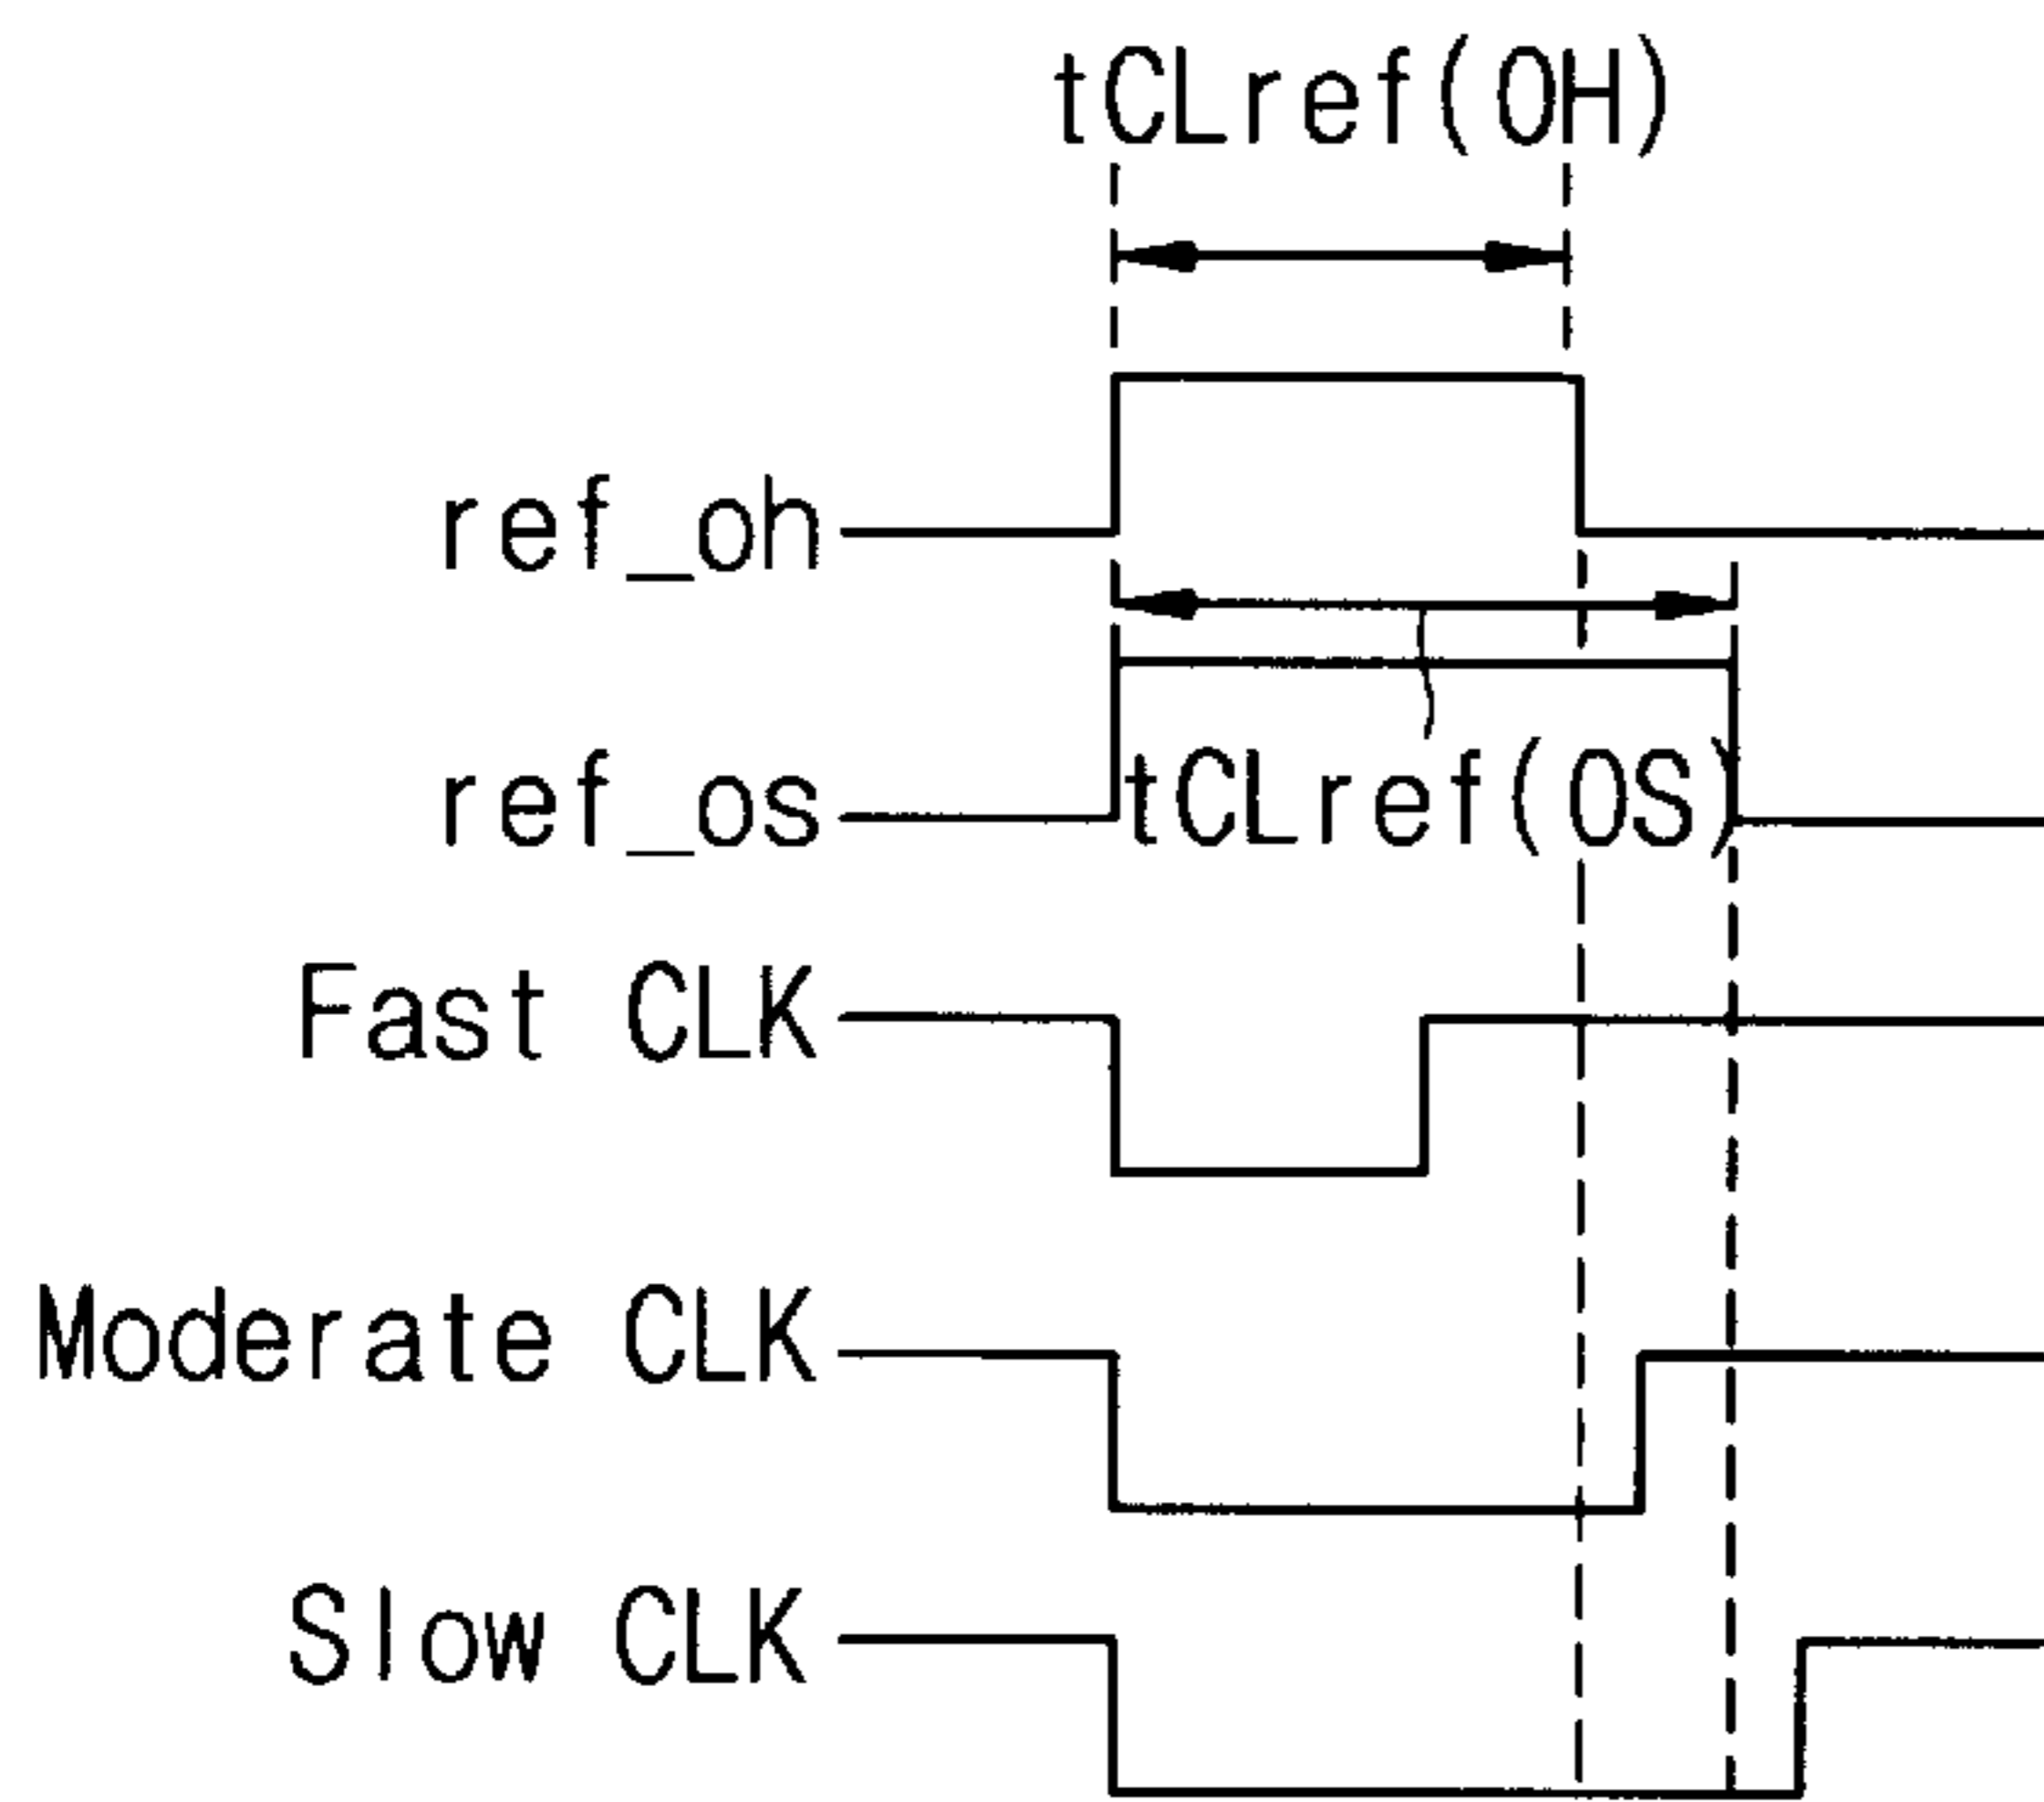 tCLref(OH)
ref_oh
ref_os
tCLref(OS)
Fast CLK
Moderate CLK
Slow CLK